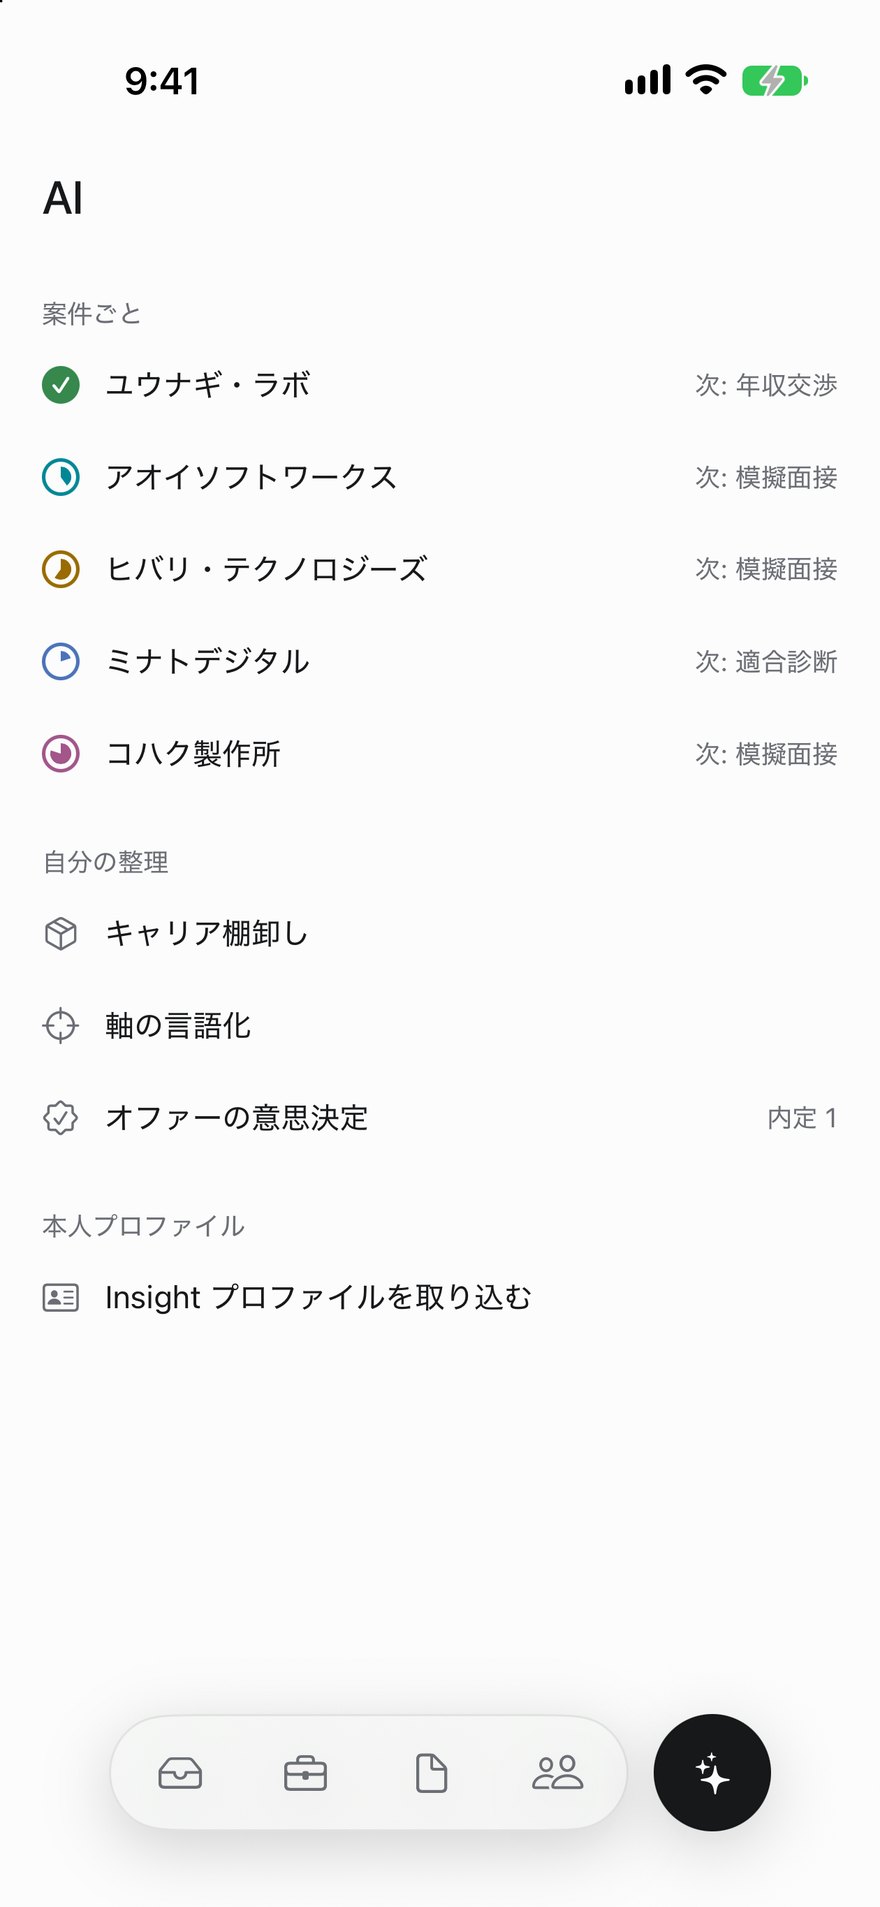 9:41
AI
案件ごと
ユウナギ・ラボ 次: 年収交渉
アオイソフトワークス 次: 模擬面接
ヒバリ・テクノロジーズ 次: 模擬面接
ミナトデジタル 次: 適合診断
コハク製作所 次: 模擬面接
自分の整理
キャリア棚卸し
軸の言語化
オファーの意思決定 内定 1
本人プロファイル
Insight プロファイルを取り込む